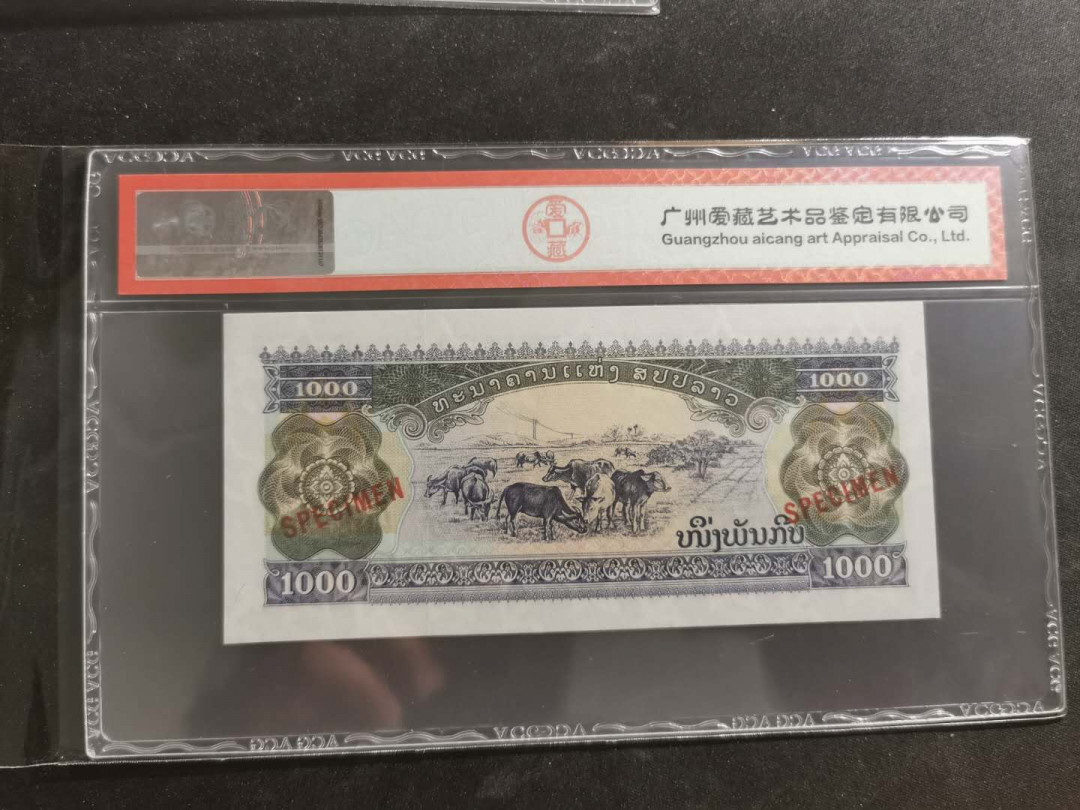 爱藏
广州爱藏艺术品鉴定有限公司
Guangzhou aicang art Appraisal Co., Ltd.
1000
ທະນາຄານແຫ່ງ ສປປລາວ
1000
SPECIMEN
SPECIMEN
ໜຶ່ງພັນກີບ
1000
1000